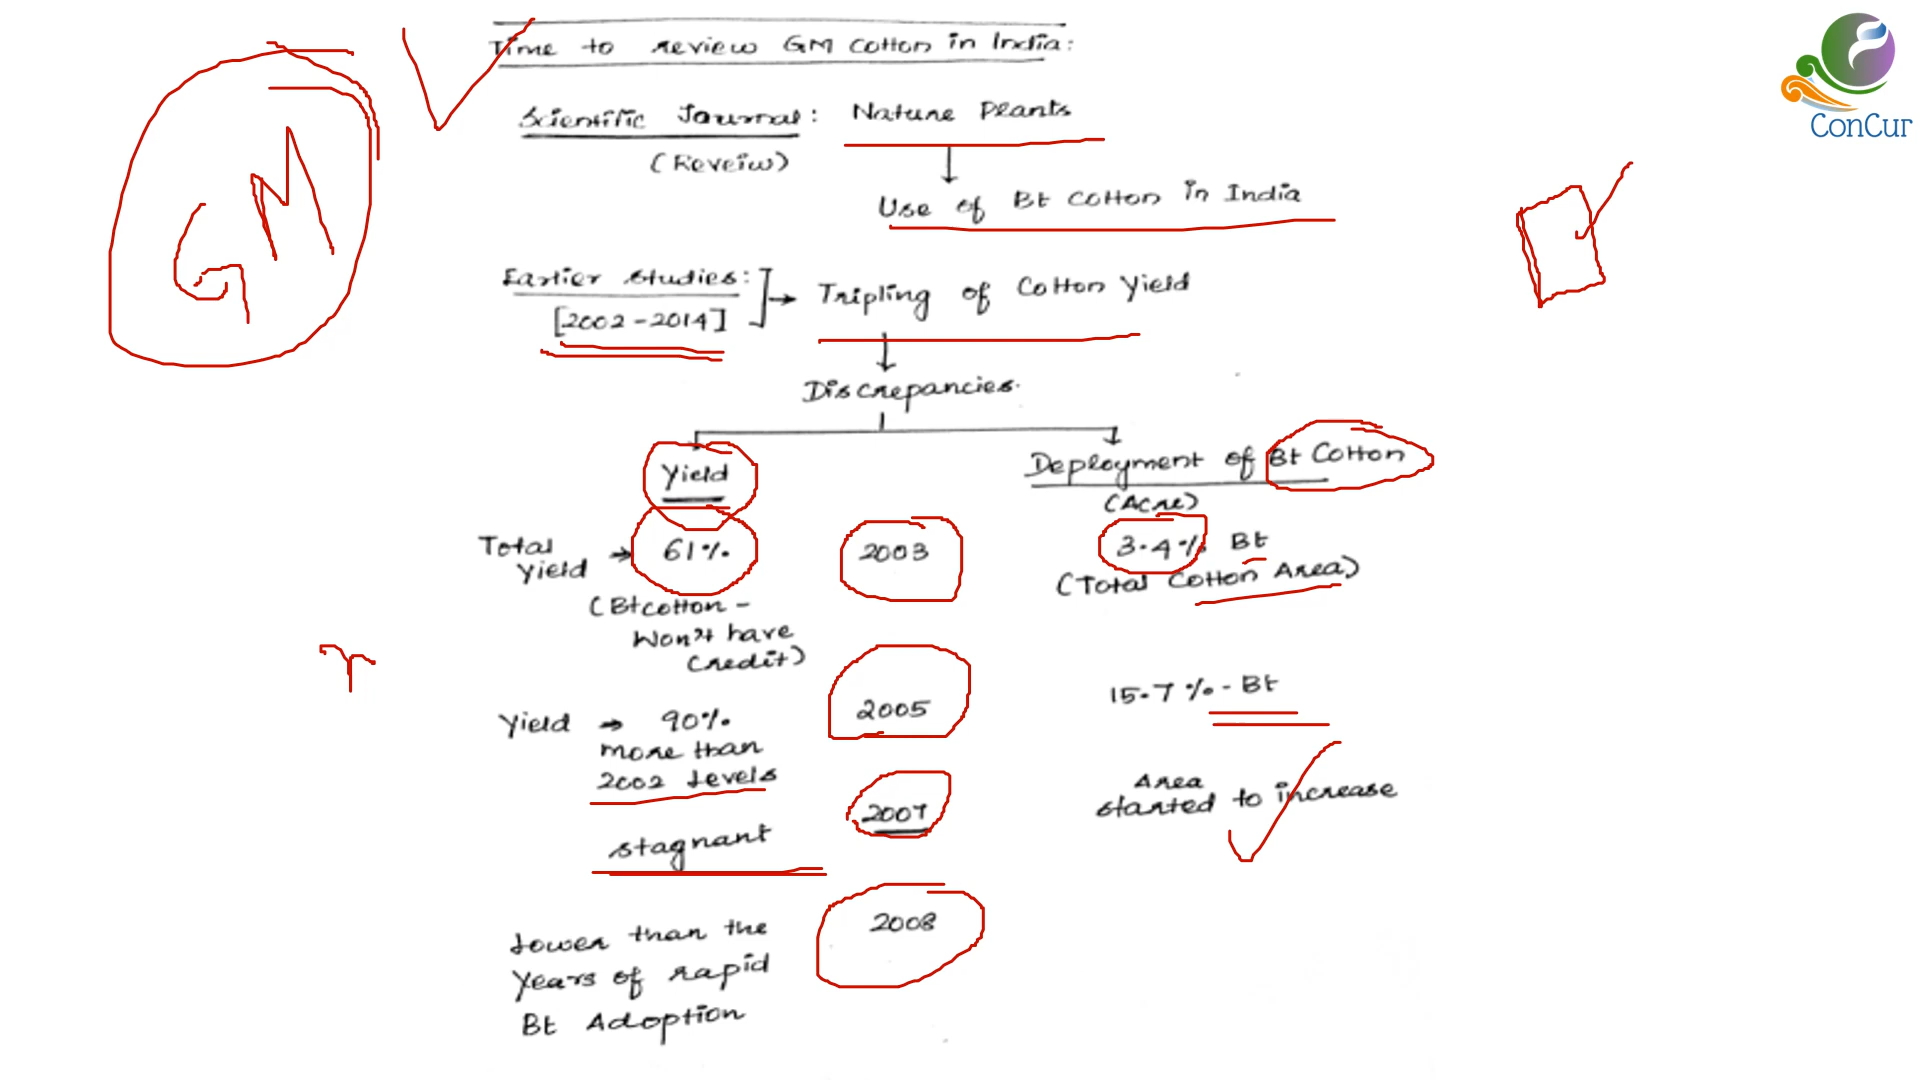 Time to review GM Cotton in India:
ConCur
Scientific Journal: Nature Plants
(Reveiw)
GM
Use of Bt Cotton in India
Earlier Studies:
[2002-2014]
→ Tripling of Cotton Yield
Discrepancies.
Yield
Deployment of Bt Cotton
(Acre)
Total yield → 61%
2003
3.4% Bt
(Total Cotton Area)
(Bt cotton -
Won't have
credit)
Yield → 90%
2005
15.7% - Bt
more than
2002 levels
2007
Area
started to increase
stagnant
2008
Lower than the
years of rapid
Bt Adoption